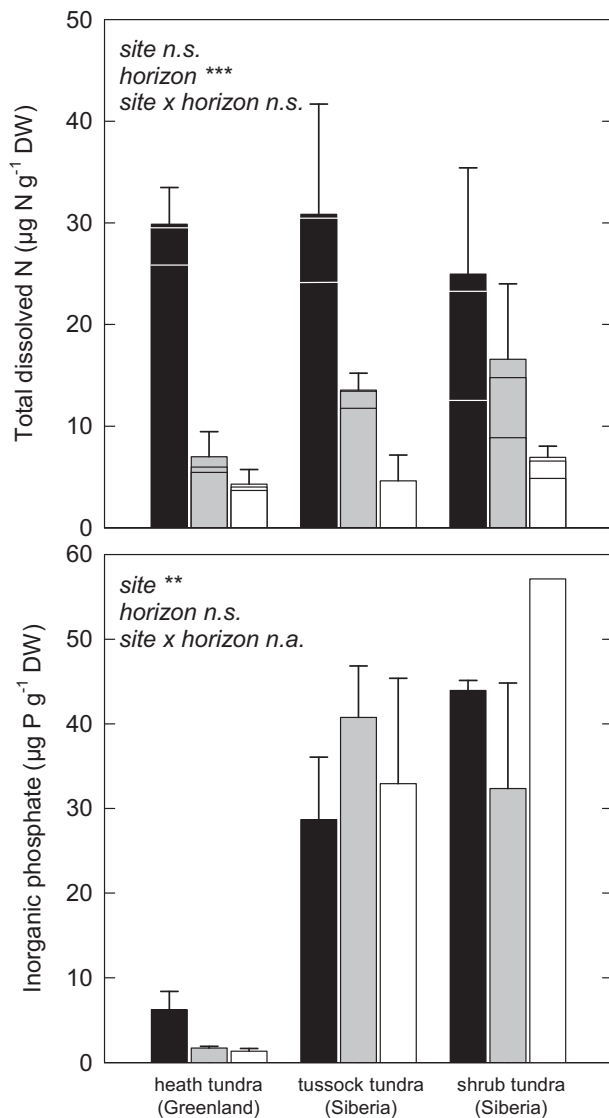 50
40
30
20
10
0
Total dissolved N (µg N g⁻¹ DW)
site n.s.
horizon ***
site x horizon n.s.
60
50
40
30
20
10
0
Inorganic phosphate (µg P g⁻¹ DW)
site **
horizon n.s.
site x horizon n.a.
heath tundra tussock tundra shrub tundra
(Greenland) (Siberia) (Siberia)